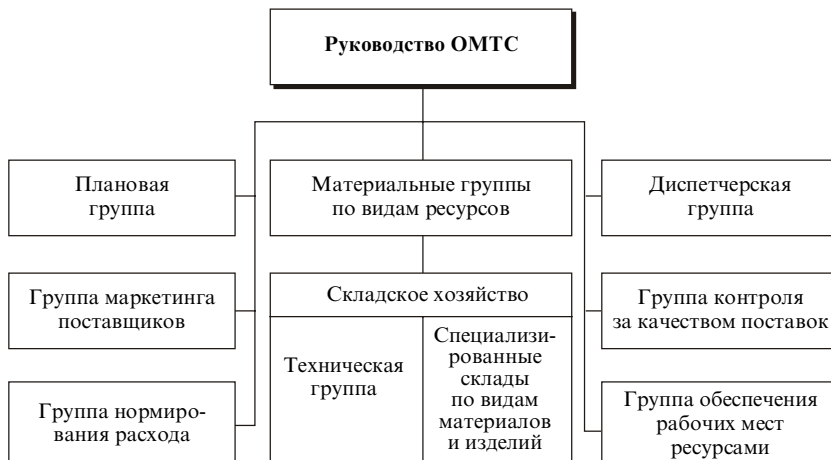 Руководство ОМТС
Плановая
группа
Материальные группы
по видам ресурсов
Диспетчерская
группа
Группа маркетинга
поставщиков
Складское хозяйство
Группа контроля
за качеством поставок
Техническая
группа
Специализи-
рованные
склады
по видам
материалов
и изделий
Группа нормиро-
вания расхода
Группа обеспечения
рабочих мест
ресурсами